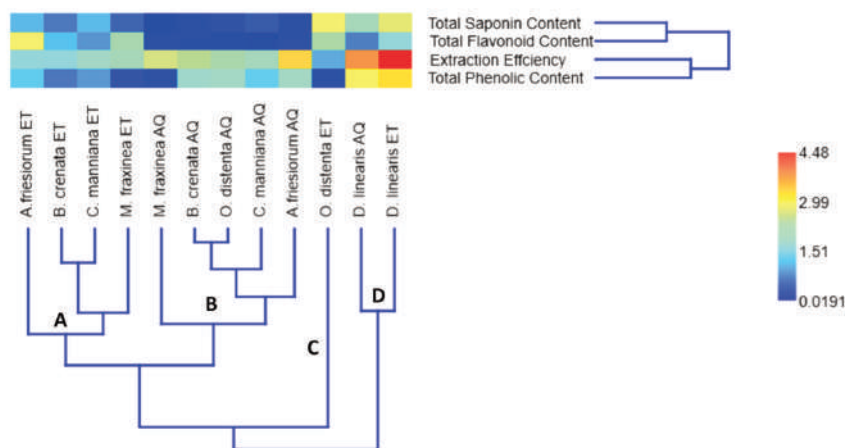 Total Saponin Content
Total Flavonoid Content
Extraction Effciency
Total Phenolic Content
A.friesiorum ET
B. crenata ET
C. manniana ET
M. fraxinea ET
M. fraxinea AQ
B. crenata AQ
O. distenta AQ
C. manniana AQ
A.friesiorum AQ
O. distenta ET
D. linearis AQ
D. linearis ET
4.48
2.99
1.51
0.0191
A
B
C
D